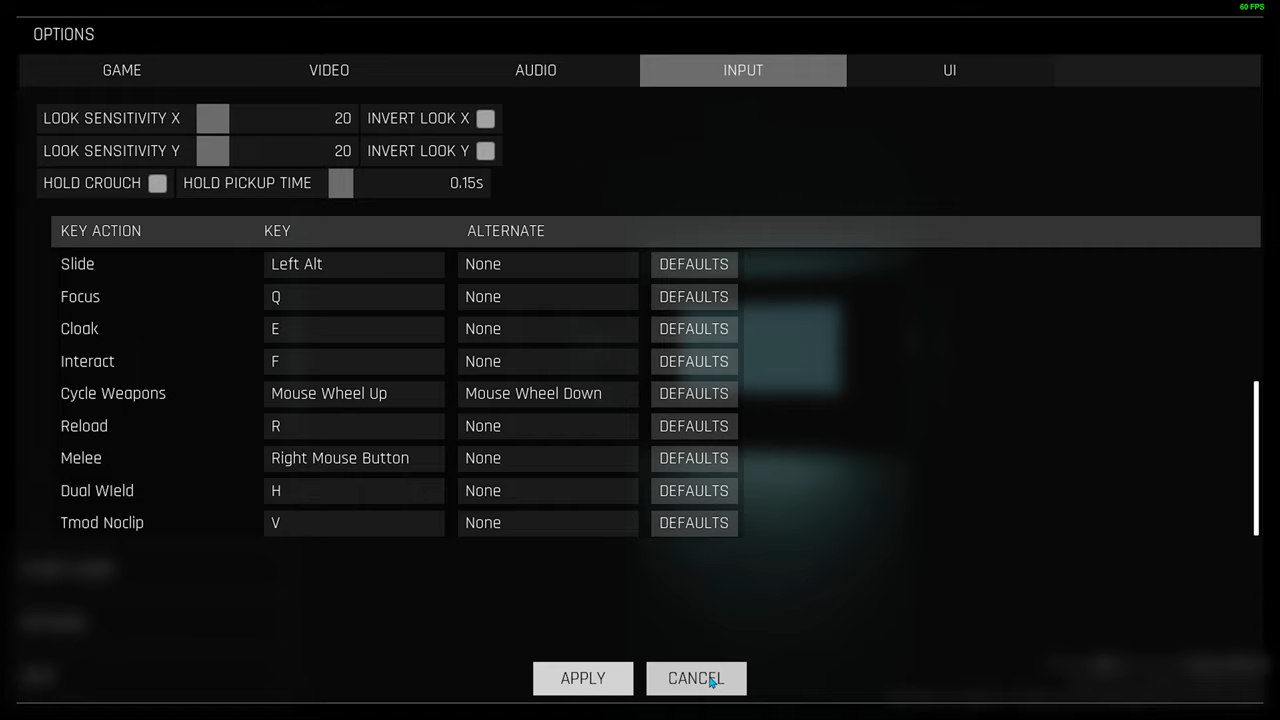 60 FPS
OPTIONS
GAME VIDEO AUDIO INPUT UI
LOOK SENSITIVITY X 20 INVERT LOOK X
LOOK SENSITIVITY Y 20 INVERT LOOK Y
HOLD CROUCH HOLD PICKUP TIME 0.15s
KEY ACTION KEY ALTERNATE
Slide Left Alt None DEFAULTS
Focus Q None DEFAULTS
Cloak E None DEFAULTS
Interact F None DEFAULTS
Cycle Weapons Mouse Wheel Up Mouse Wheel Down DEFAULTS
Reload R None DEFAULTS
Melee Right Mouse Button None DEFAULTS
Dual WIeld H None DEFAULTS
Tmod Noclip V None DEFAULTS
APPLY CANCEL